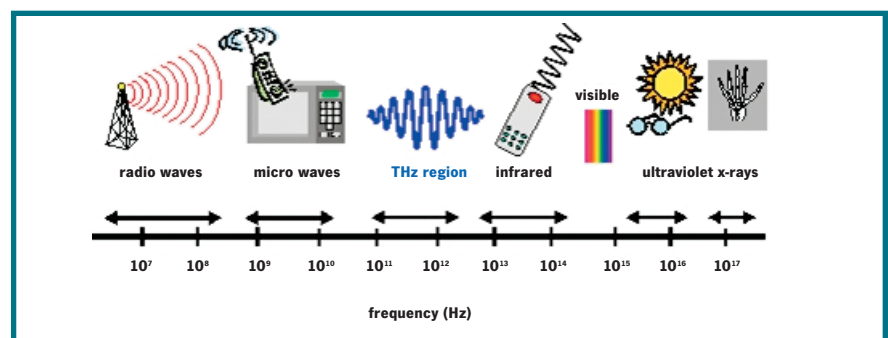 visible
radio waves micro waves THz region infrared ultraviolet x-rays
10⁷ 10⁸ 10⁹ 10¹⁰ 10¹¹ 10¹² 10¹³ 10¹⁴ 10¹⁵ 10¹⁶ 10¹⁷
frequency (Hz)